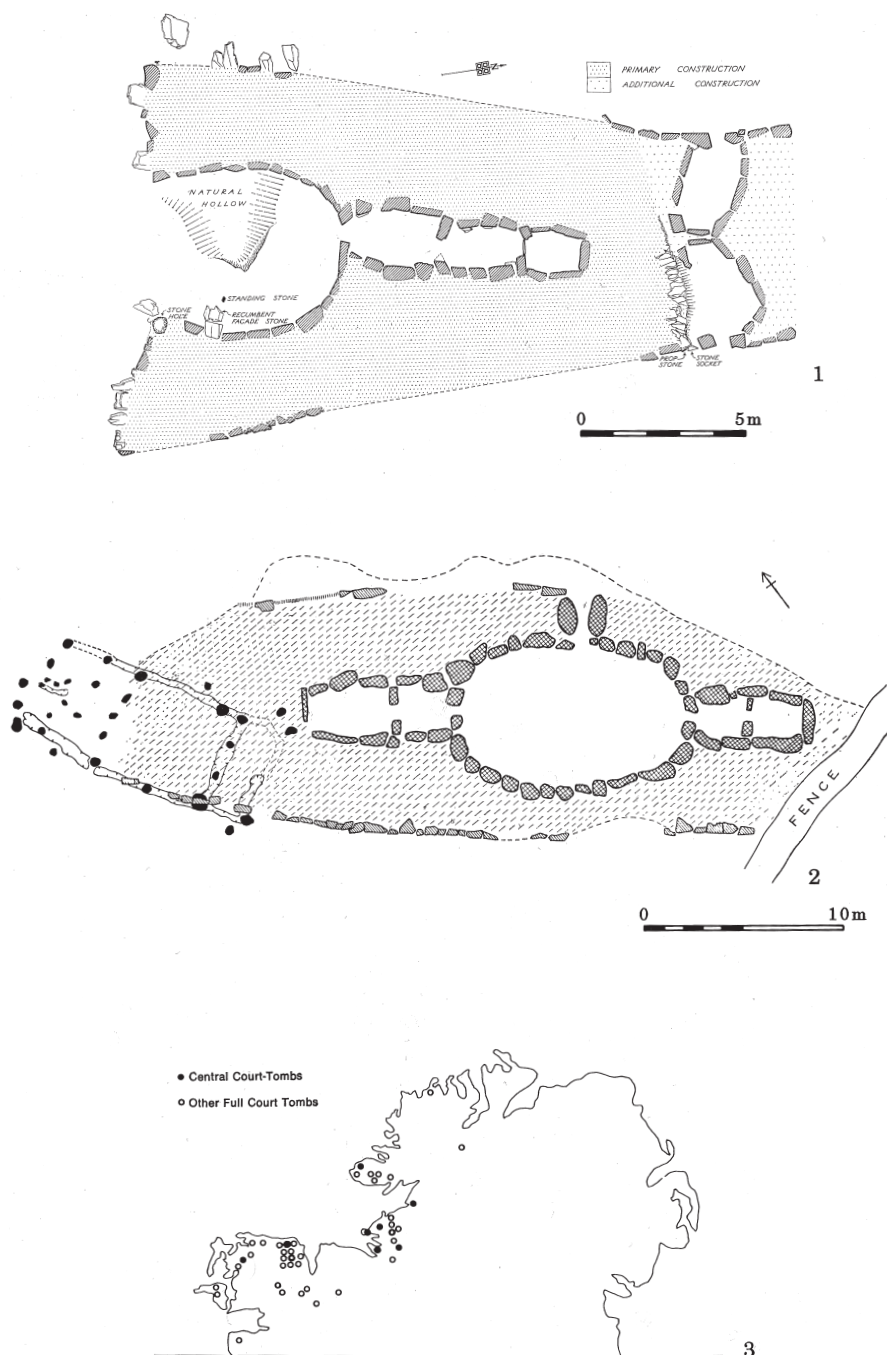 N
PRIMARY CONSTRUCTION
ADDITIONAL CONSTRUCTION
NATURAL
HOLLOW
STANDING STONE
STONE
HOLE
RECUMBENT
FACADE STONE
PROP
STONE
STONE
SOCKET
1
0 5m
FENCE
2
0 10m
Central Court-Tombs
Other Full Court Tombs
3